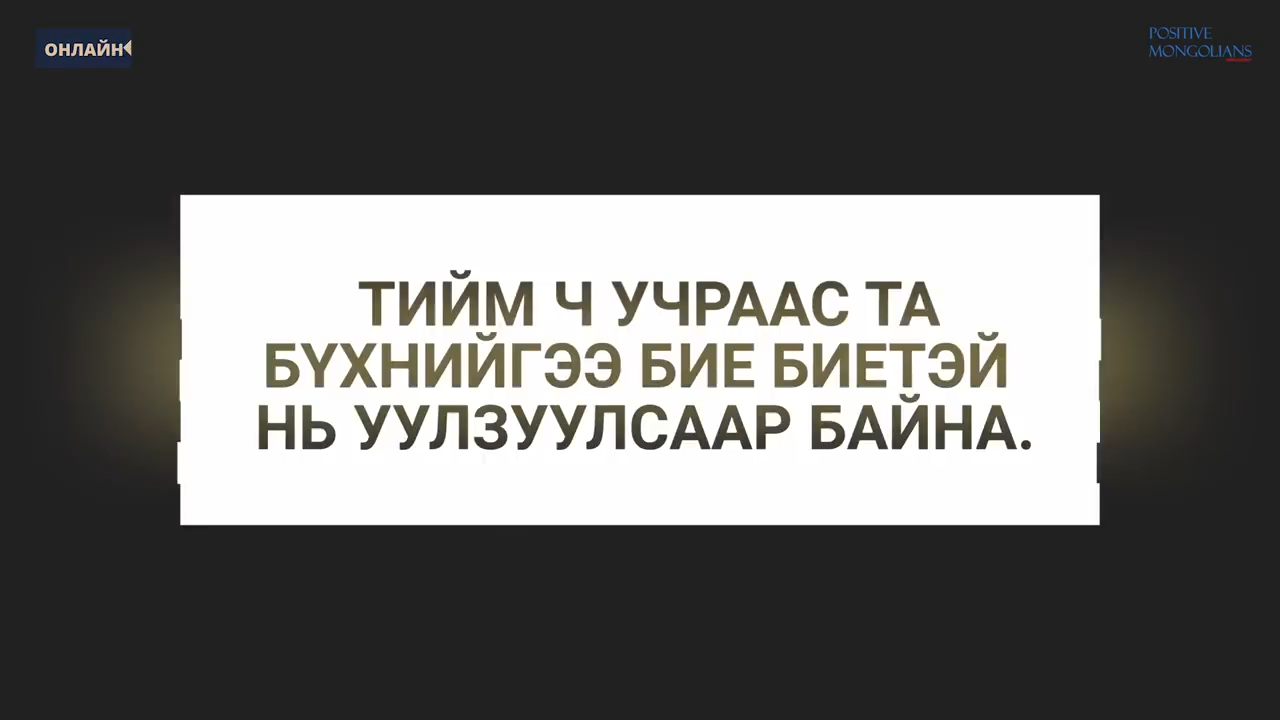 ОНЛАЙН
POSITIVE
MONGOLIANS
ТИЙМ Ч УЧРААС ТА
БҮХНИЙГЭЭ БИЕ БИЕТЭЙ
НЬ УУЛЗУУЛСААР БАЙНА.